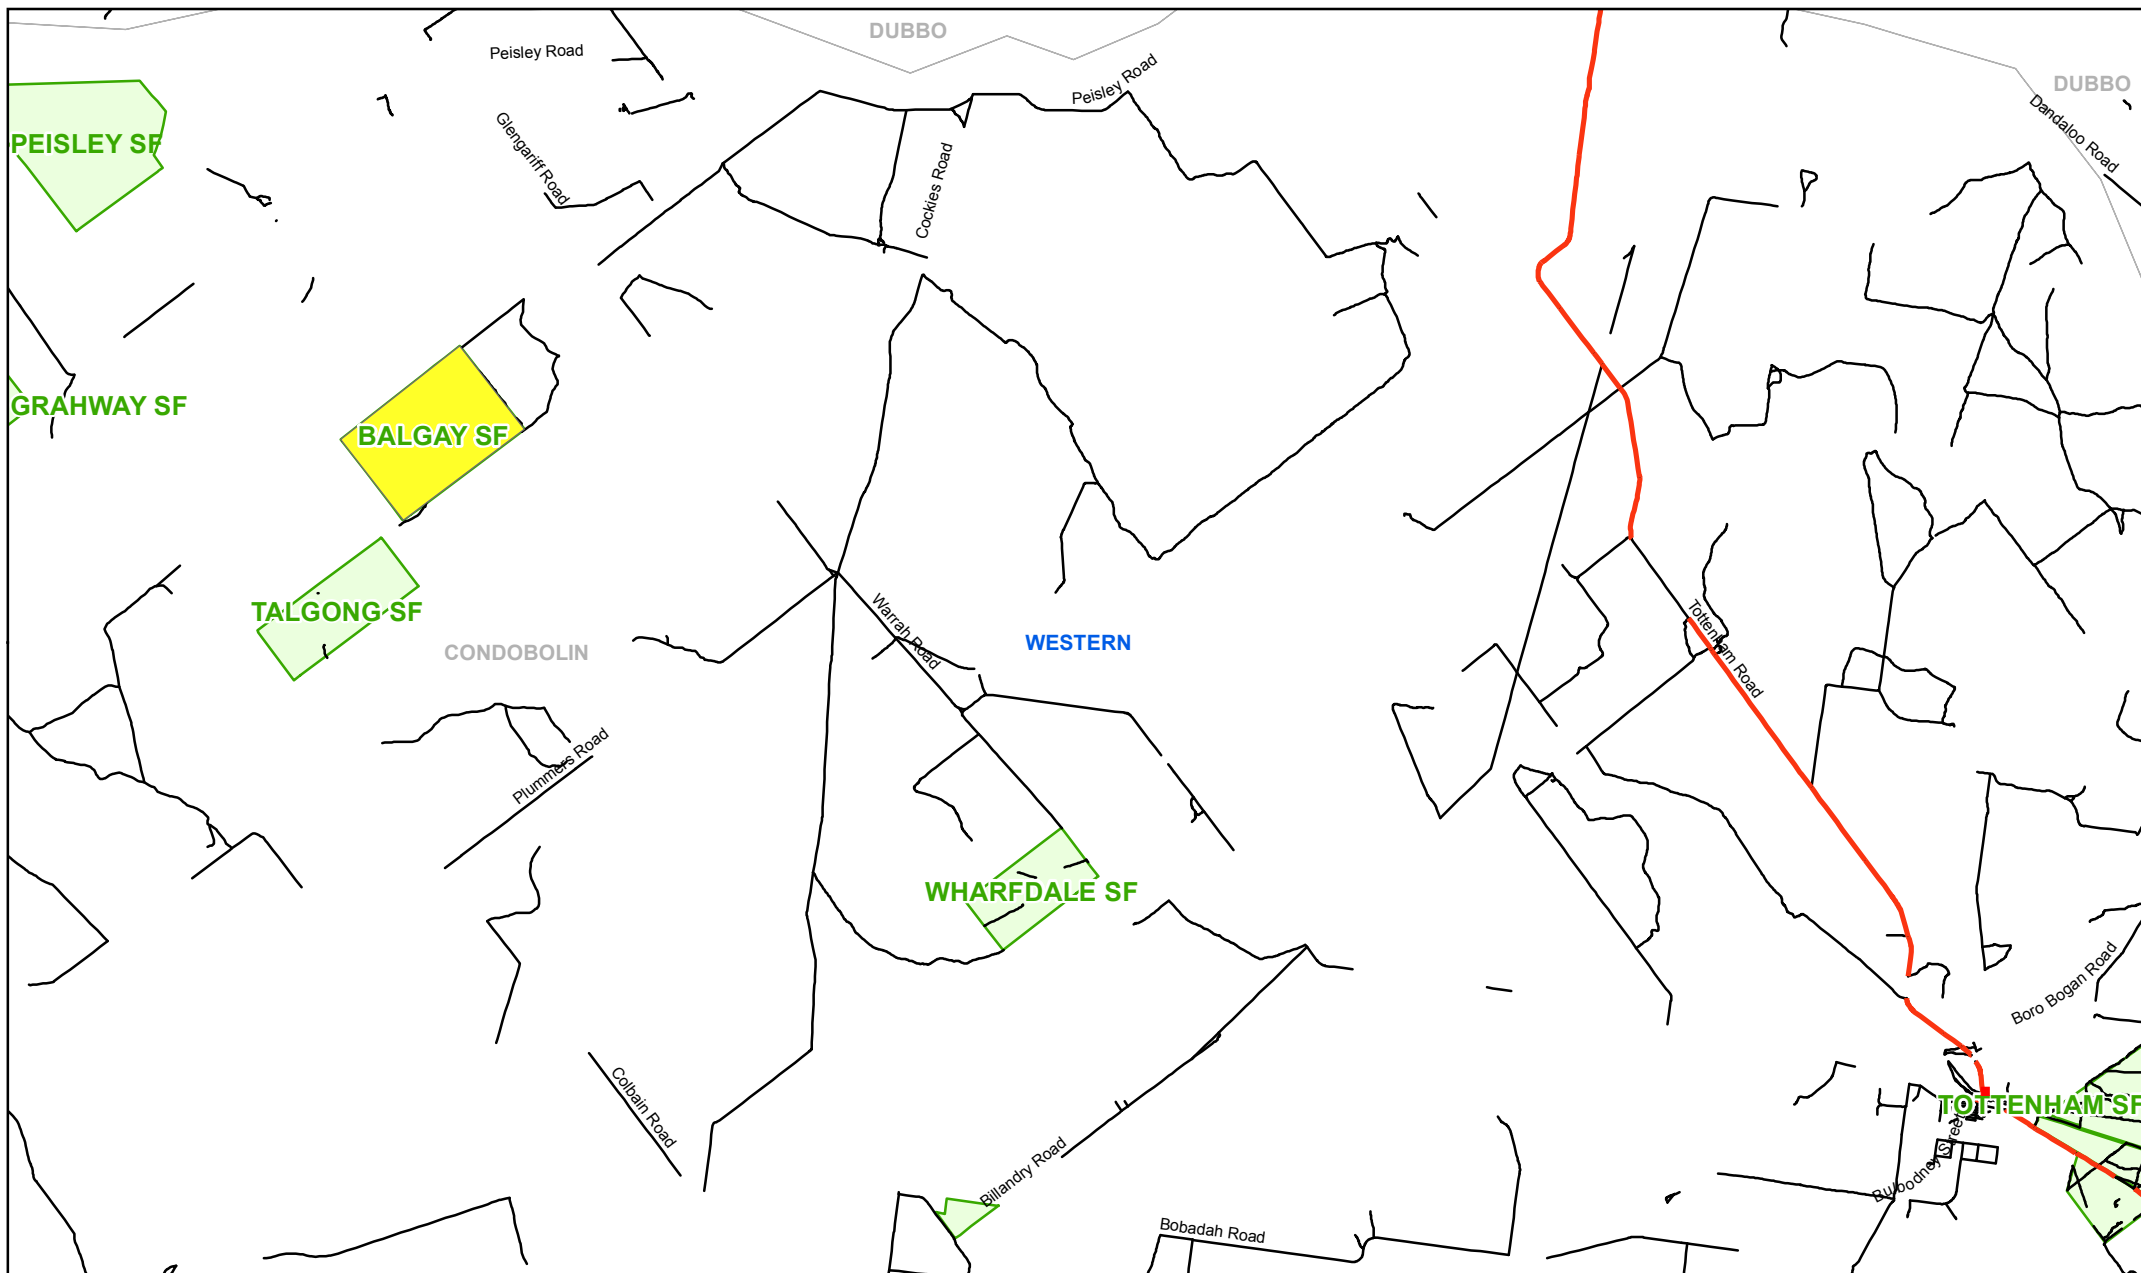 DUBBO
Peisley Road
Peisley Road
DUBBO
Dandaloo Road
Glengariff Road
PEISLEY SF
Cockies Road
GRAHWAY SF
BALGAY SF
TALGONG SF
Warrah Road
WESTERN
CONDOBOLIN
Tottenham Road
Plummers Road
WHARFDALE SF
Boro Bogan Road
Colbain Road
TOTTENHAM SF
Bulbodney Street
Billandry Road
Bobadah Road